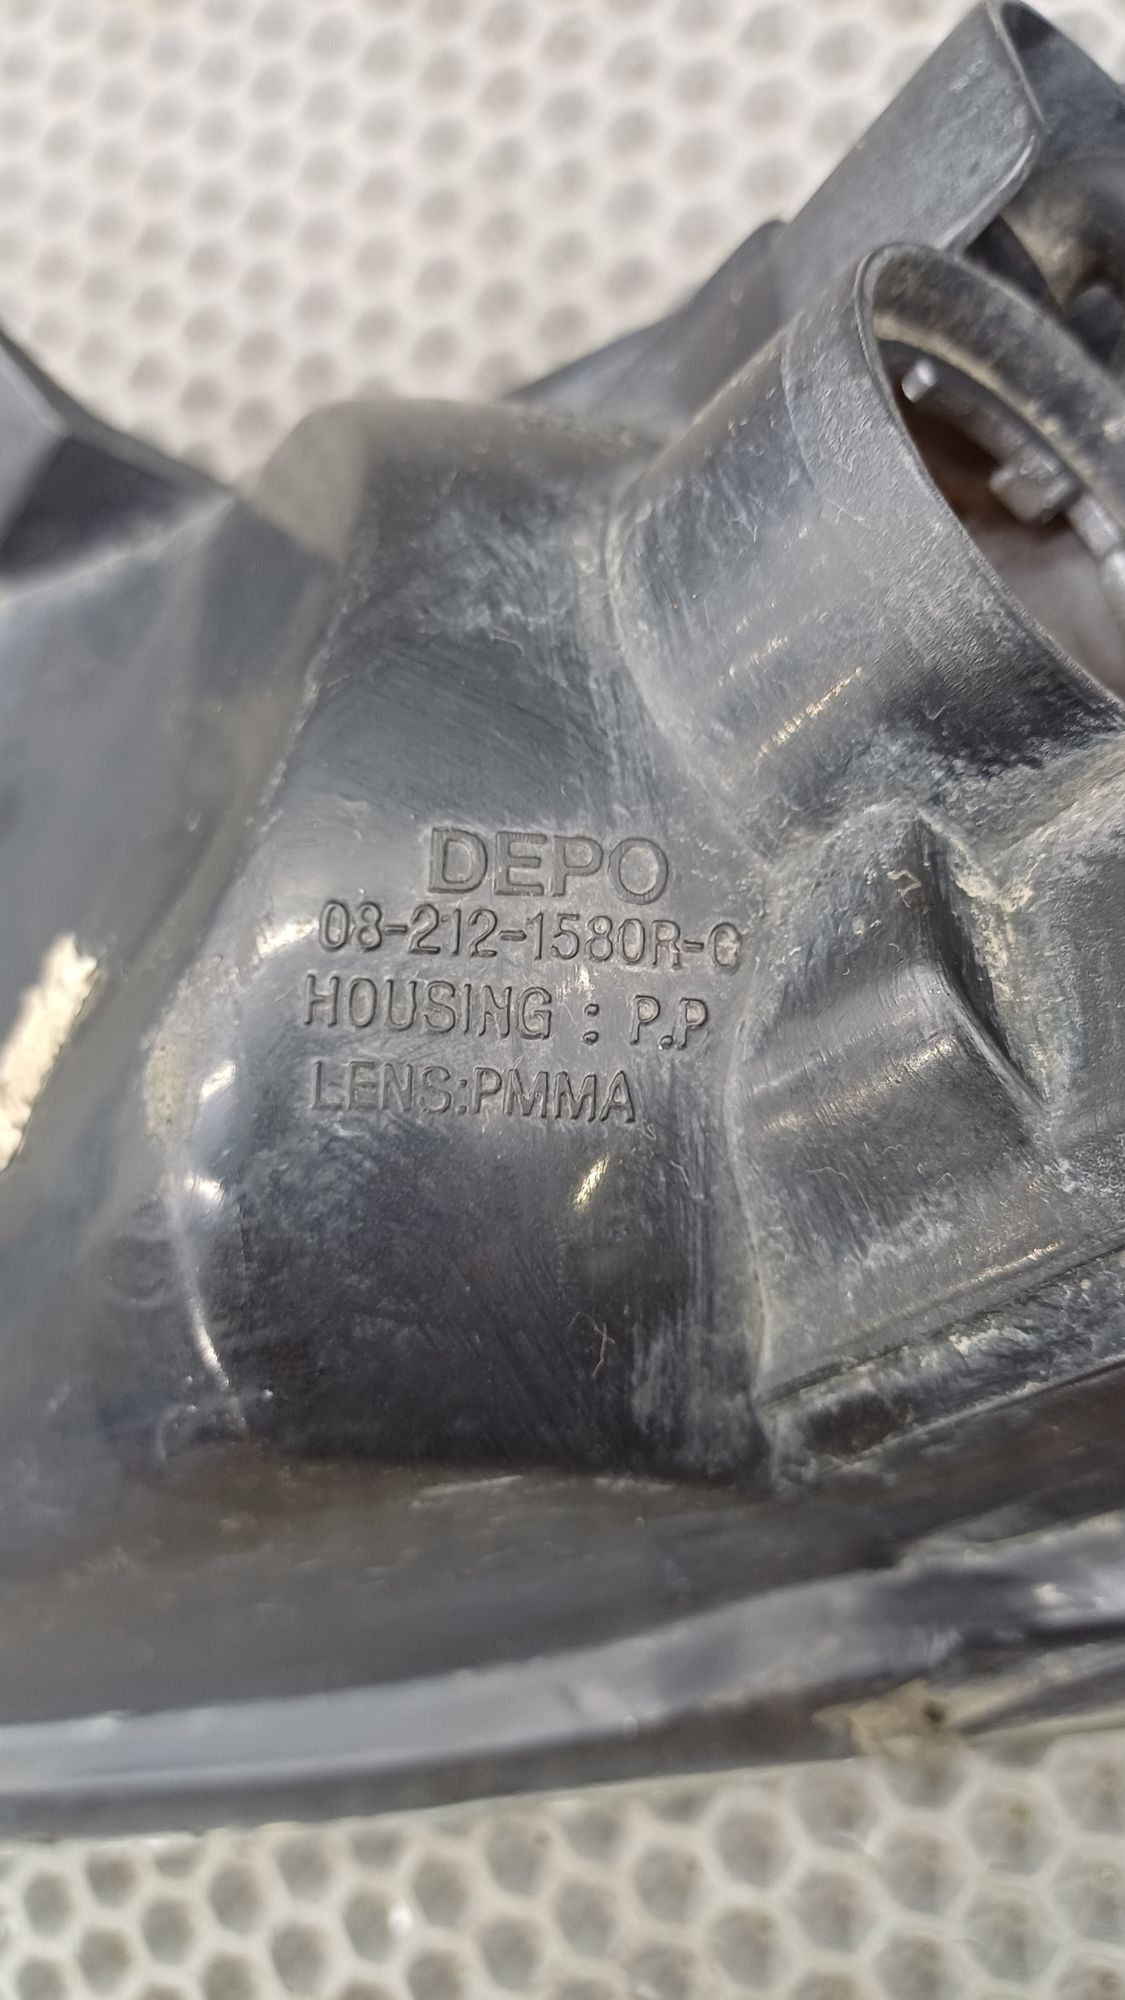 DEPO
08-212-1580R-C
HOUSING : P.P
LENS:PMMA